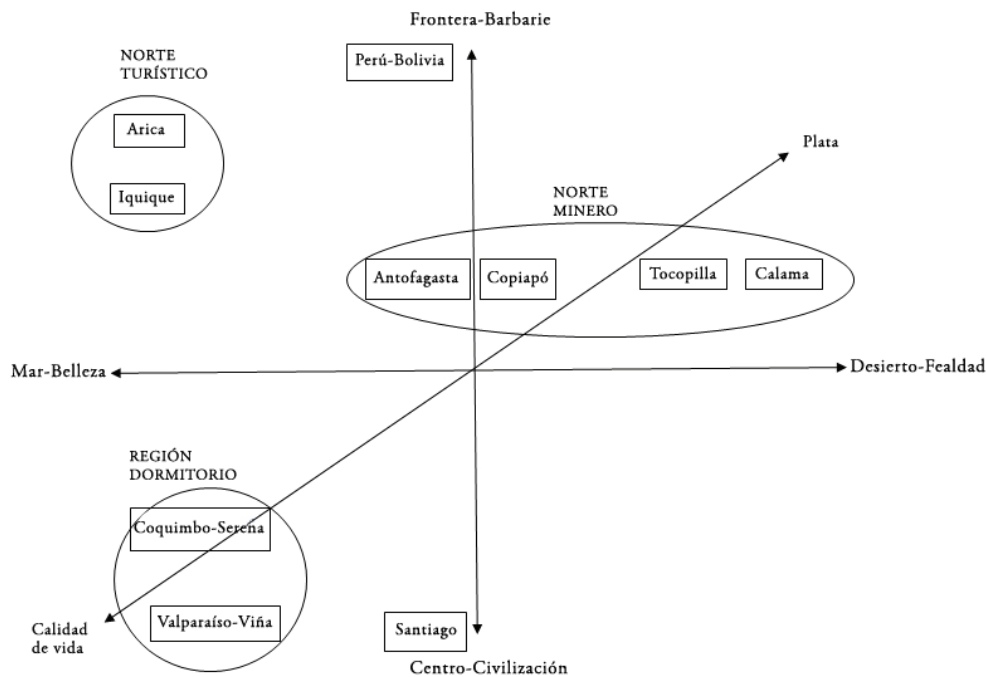 Frontera-Barbarie
NORTE
TURÍSTICO
Perú-Bolivia
Arica
Plata
Iquique
NORTE
MINERO
Antofagasta
Copiapó
Tocopilla
Calama
Mar-Belleza
Desierto-Fealdad
REGIÓN
DORMITORIO
Coquimbo-Serena
Valparaíso-Viña
Calidad
de vida
Santiago
Centro-Civilización